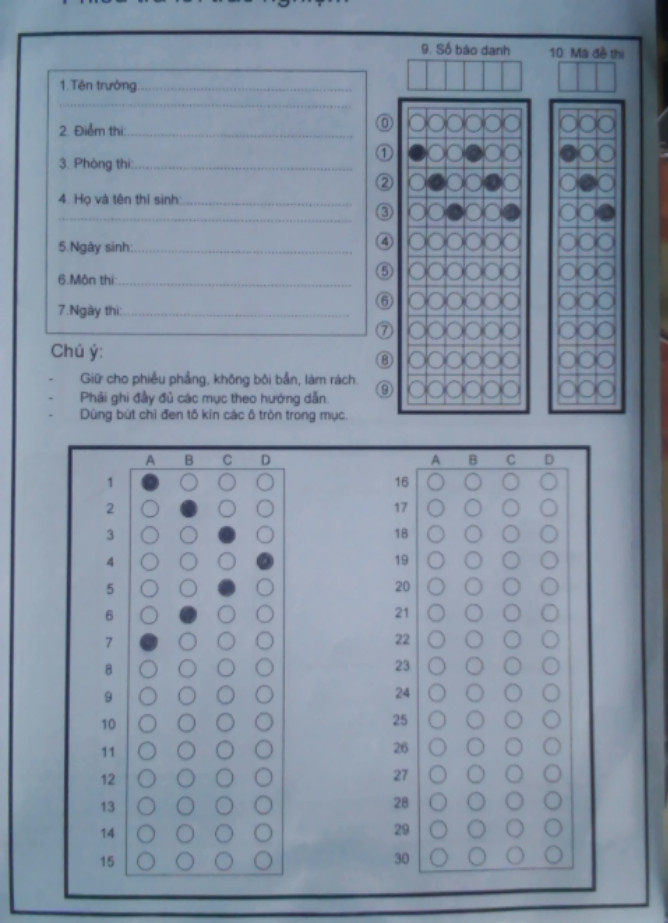 9. Số báo danh
10. Mã đề thi
1.Tên trường:
2. Điểm thi:
3. Phòng thi:
4. Họ và tên thí sinh:
5.Ngày sinh:
6.Môn thi:
7.Ngày thi:
0
1
2
3
4
5
6
7
8
9
Chú ý:
- Giữ cho phiếu phẳng, không bôi bẩn, làm rách.
- Phải ghi đầy đủ các mục theo hướng dẫn.
- Dùng bút chì đen tô kín các ô tròn trong mục.
A B C D
1
2
3
4
5
6
7
8
9
10
11
12
13
14
15
A B C D
16
17
18
19
20
21
22
23
24
25
26
27
28
29
30